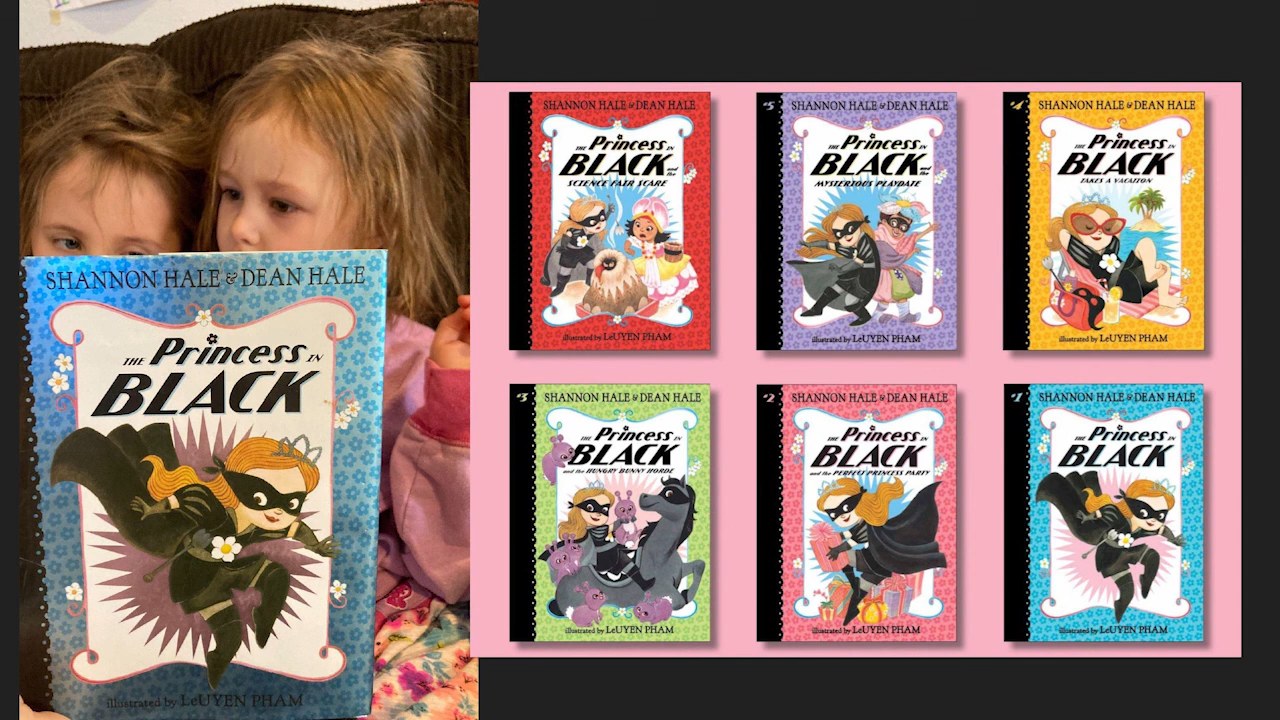 SHANNON HALE & DEAN HALE
THE Princess IN
BLACK
illustrated by LeUYEN PHAM
SHANNON HALE & DEAN HALE
THE Princess IN
BLACK and the
SCIENCE FAIR SCARE
illustrated by LeUYEN PHAM
#5 SHANNON HALE & DEAN HALE
THE Princess IN
BLACK and the
MYSTERIOUS PLAYDATE
illustrated by LeUYEN PHAM
#4 SHANNON HALE & DEAN HALE
THE Princess IN
BLACK
TAKES A VACATION
illustrated by LeUYEN PHAM
#3 SHANNON HALE & DEAN HALE
THE Princess IN
BLACK
and the HUNGRY BUNNY HORDE
illustrated by LeUYEN PHAM
#2 SHANNON HALE & DEAN HALE
THE Princess IN
BLACK
and the PERFECT PRINCESS PARTY
illustrated by LeUYEN PHAM
#1 SHANNON HALE & DEAN HALE
THE Princess IN
BLACK
illustrated by LeUYEN PHAM